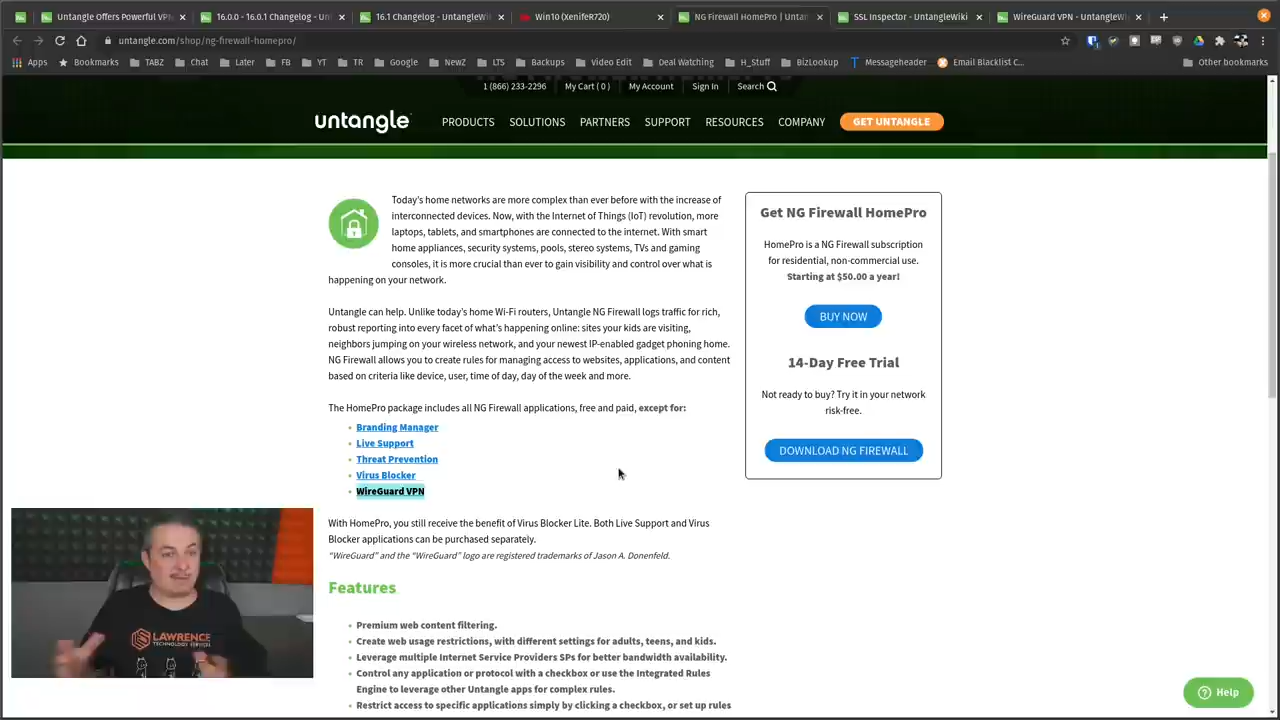 Untangle Offers Powerful VP
16.0.0 - 16.0.1 Changelog - Un
16.1 Changelog - UntangleWi
Win10 (XenifeR720)
NG Firewall HomePro | Untan
SSL Inspector - UntangleWiki
WireGuard VPN - UntangleW
untangle.com/shop/ng-firewall-homepro/
Apps
Bookmarks
TABZ
Chat
Later
FB
YT
TR
Google
NewZ
LTS
Backups
Video Edit
Deal Watching
H_Stuff
BizLookup
Messageheader
Email Blacklist C...
Other bookmarks
1 (866) 233-2296
My Cart ( 0 )
My Account
Sign In
Search
untangle
PRODUCTS
SOLUTIONS
PARTNERS
SUPPORT
RESOURCES
COMPANY
GET UNTANGLE
Today's home networks are more complex than ever before with the increase of
interconnected devices. Now, with the Internet of Things (IoT) revolution, more
laptops, tablets, and smartphones are connected to the internet. With smart
home appliances, security systems, pools, stereo systems, TVs and gaming
consoles, it is more crucial than ever to gain visibility and control over what is
happening on your network.
Untangle can help. Unlike today's home Wi-Fi routers, Untangle NG Firewall logs traffic for rich,
robust reporting into every facet of what's happening online: sites your kids are visiting,
neighbors jumping on your wireless network, and your newest IP-enabled gadget phoning home.
NG Firewall allows you to create rules for managing access to websites, applications, and content
based on criteria like device, user, time of day, day of the week and more.
The HomePro package includes all NG Firewall applications, free and paid, except for:
Branding Manager
Live Support
Threat Prevention
Virus Blocker
WireGuard VPN
With HomePro, you still receive the benefit of Virus Blocker Lite. Both Live Support and Virus
Blocker applications can be purchased separately.
"WireGuard" and the "WireGuard" logo are registered trademarks of Jason A. Donenfeld.
Features
Premium web content filtering.
Create web usage restrictions, with different settings for adults, teens, and kids.
Leverage multiple Internet Service Providers SPs for better bandwidth availability.
Control any application or protocol with a checkbox or use the Integrated Rules
Engine to leverage other Untangle apps for complex rules.
Restrict access to specific applications simply by clicking a checkbox, or set up rules
Get NG Firewall HomePro
HomePro is a NG Firewall subscription
for residential, non-commercial use.
Starting at $50.00 a year!
BUY NOW
14-Day Free Trial
Not ready to buy? Try it in your network
risk-free.
DOWNLOAD NG FIREWALL
LAWRENCE
TECHNOLOGY SERVICES
Help